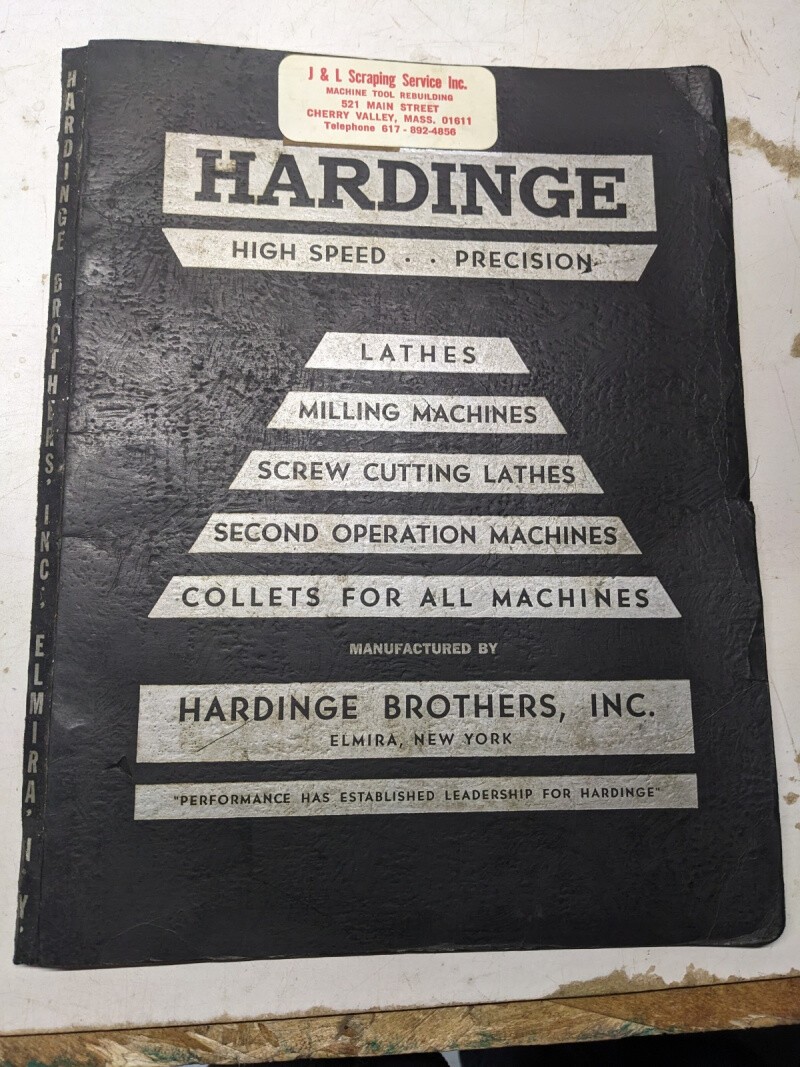 J & L Scraping Service Inc.
MACHINE TOOL REBUILDING
521 MAIN STREET
CHERRY VALLEY, MASS. 01611
Telephone 617 - 892-4856
HARDINGE
HIGH SPEED . . PRECISION
LATHES
MILLING MACHINES
SCREW CUTTING LATHES
SECOND OPERATION MACHINES
COLLETS FOR ALL MACHINES
MANUFACTURED BY
HARDINGE BROTHERS, INC.
ELMIRA, NEW YORK
"PERFORMANCE HAS ESTABLISHED LEADERSHIP FOR HARDINGE"
HARDINGE BROTHERS, INC., ELMIRA, Y.